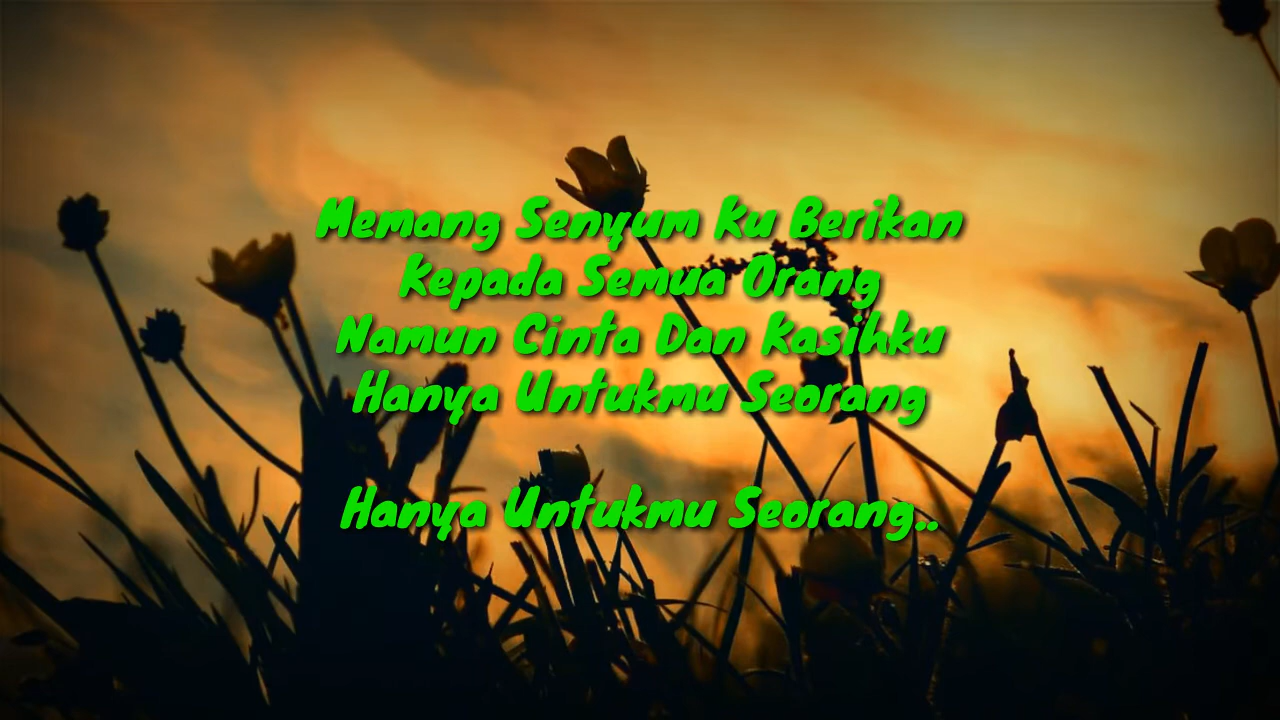 Memang Senyum Ku Berikan
Kepada Semua Orang
Namun Cinta Dan Kasihku
Hanya Untukmu Seorang
Hanya Untukmu Seorang..